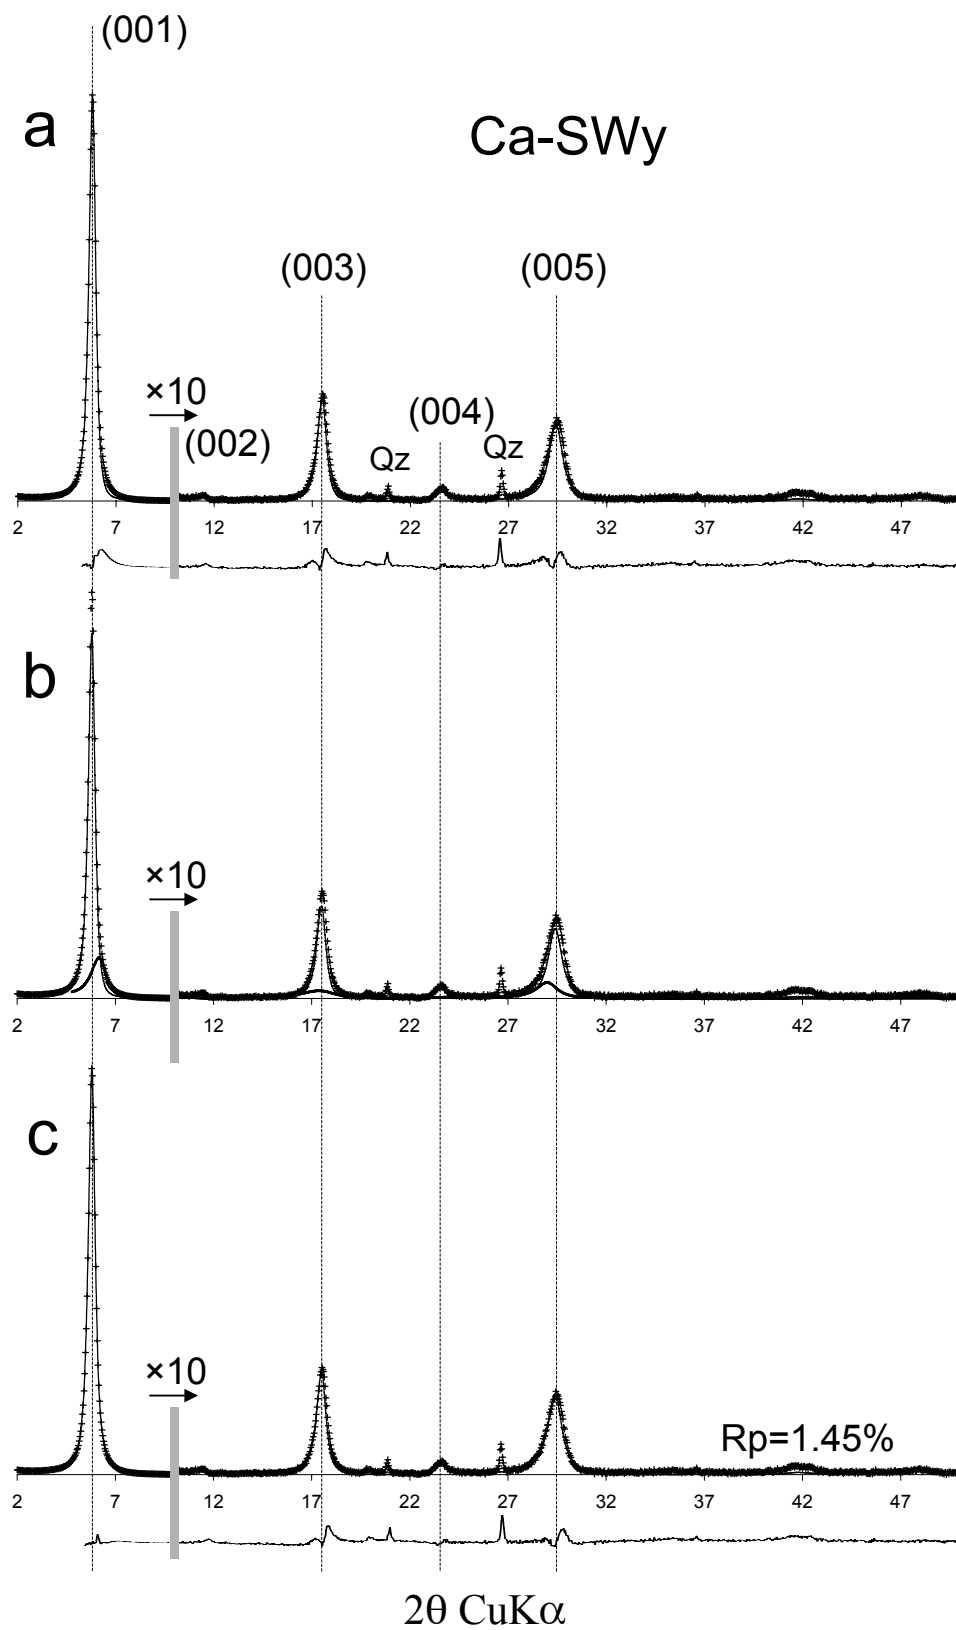 (001)
a
Ca-SWy
(003) (005)
×10
(004)
(002)
Qz Qz
2 7 12 17 22 27 32 37 42 47
b
×10
2 7 12 17 22 27 32 37 42 47
c
×10
Rp=1.45%
2 7 12 17 22 27 32 37 42 47
2θ CuKα